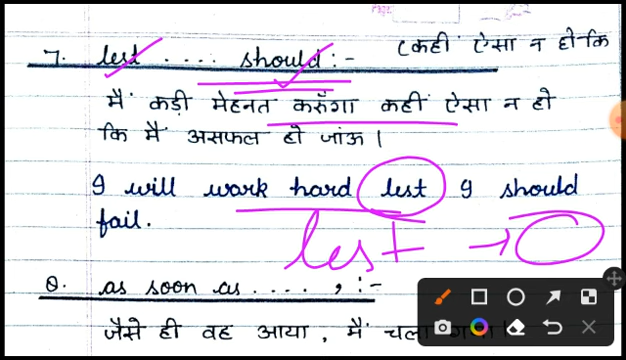 7. lest .... should :- (कहीं ऐसा न हो कि
मैं कड़ी मेहनत करुँगा कहीं ऐसा न हो
कि मैं असफल हो जांऊ।
I will work hard lest I should
fail.
lest →
8. as soon as ...., :-
जैसे ही वह आया, मैं चला